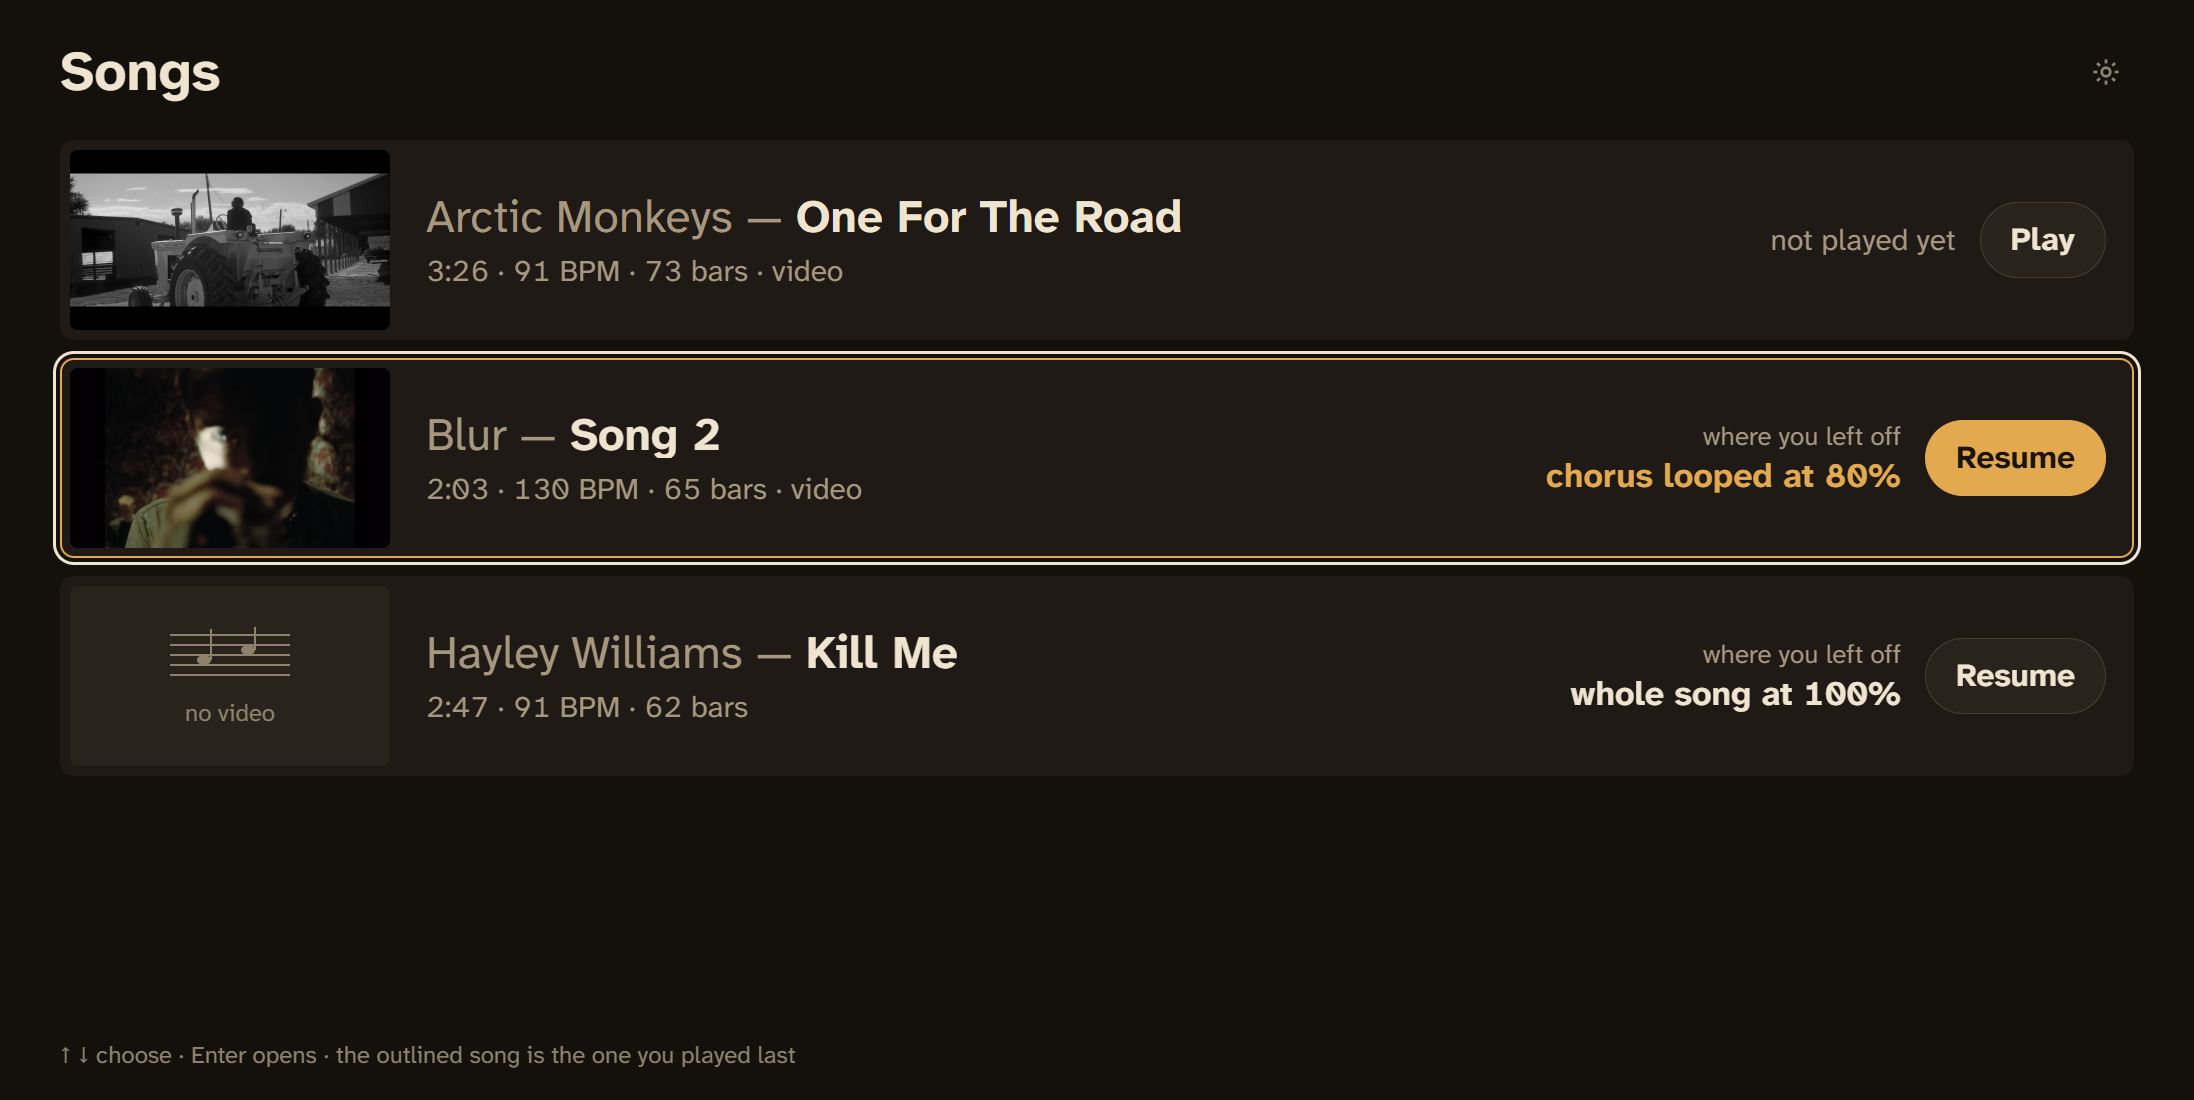 Songs
Arctic Monkeys — One For The Road
3:26 · 91 BPM · 73 bars · video
not played yet
Play
Blur — Song 2
2:03 · 130 BPM · 65 bars · video
where you left off
chorus looped at 80%
Resume
no video
Hayley Williams — Kill Me
2:47 · 91 BPM · 62 bars
where you left off
whole song at 100%
Resume
↑ ↓ choose · Enter opens · the outlined song is the one you played last